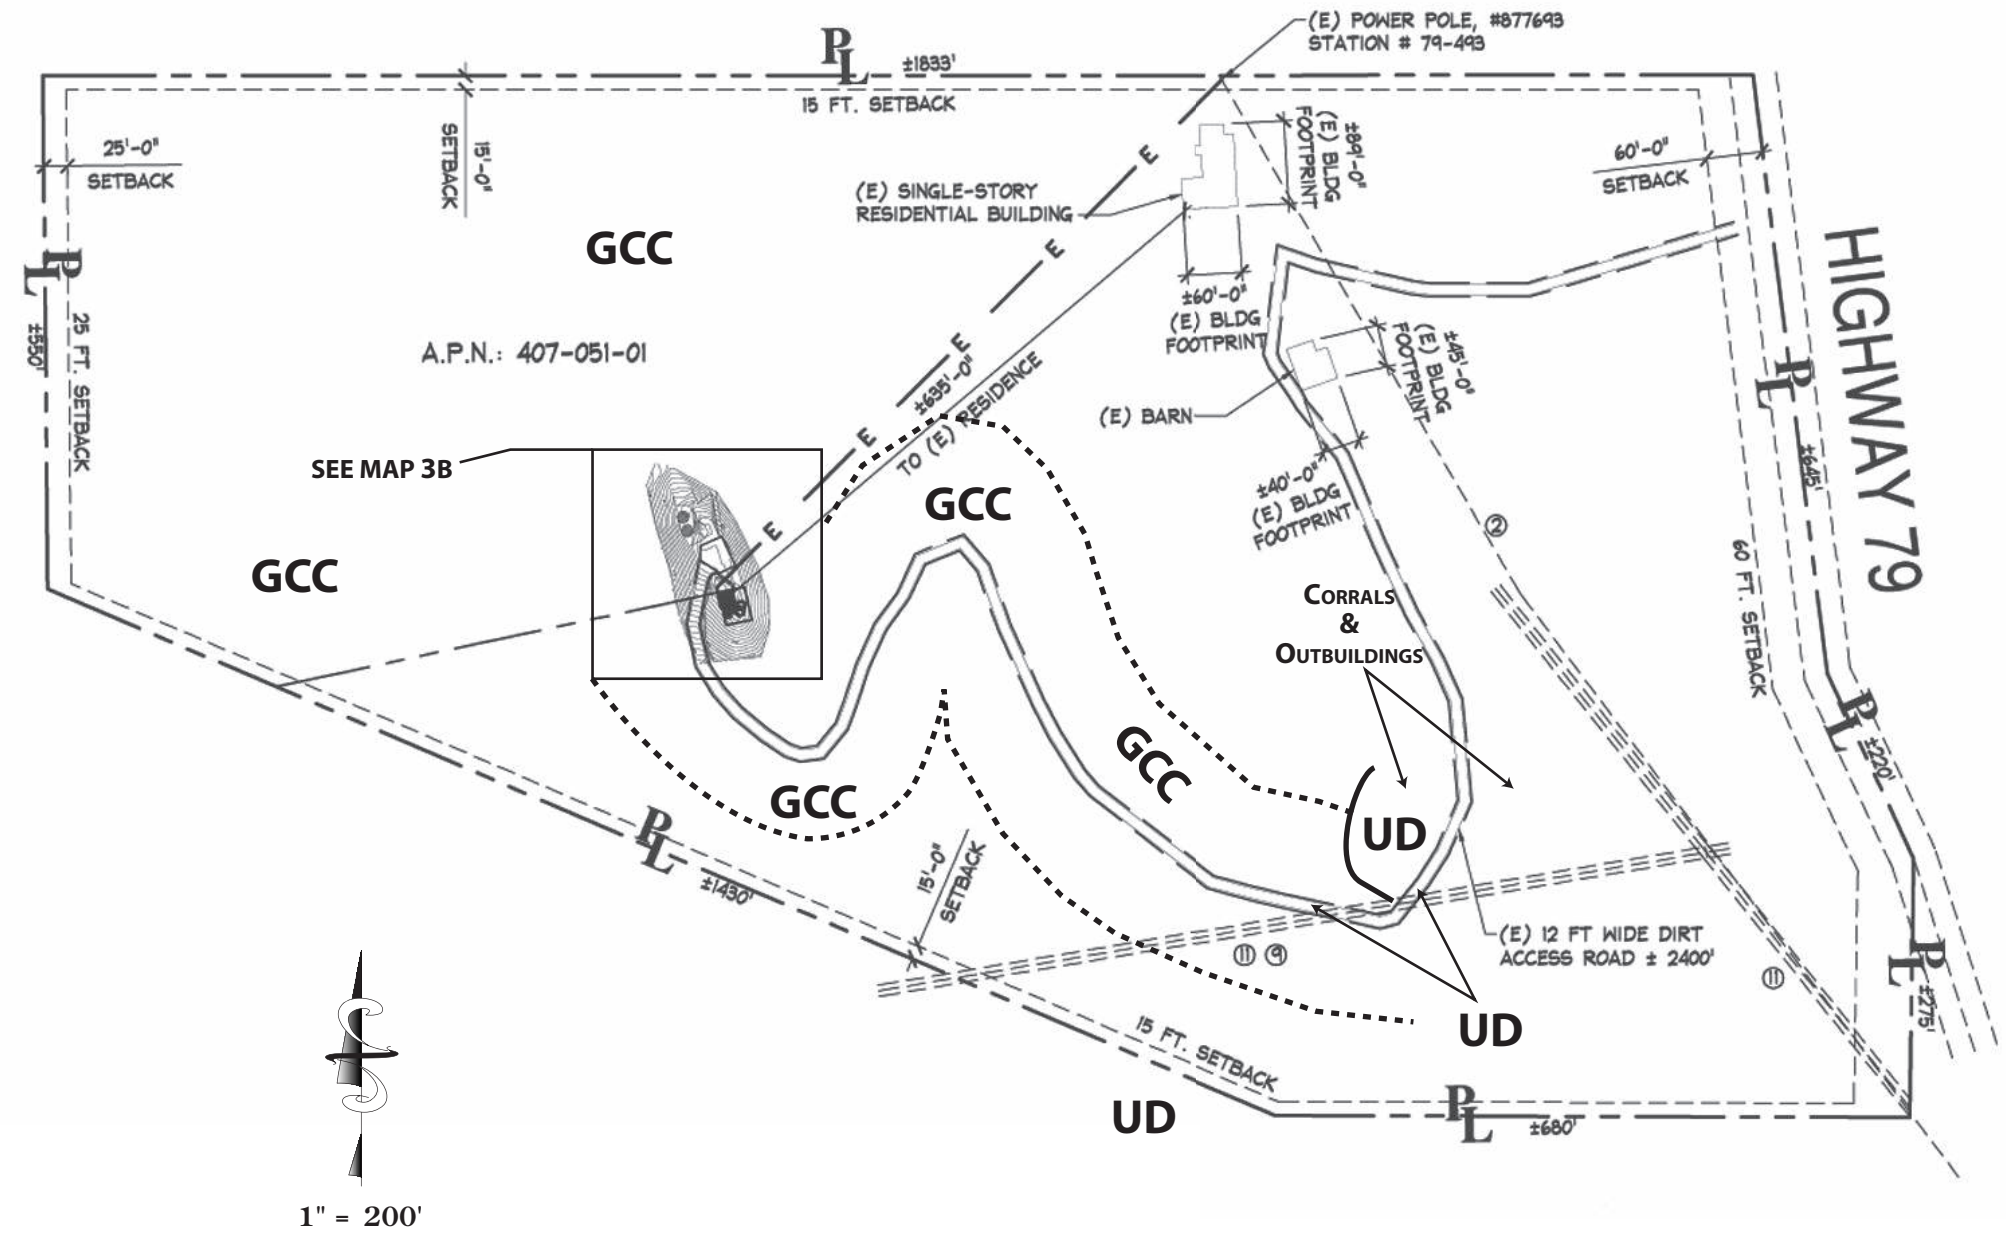 (E) POWER POLE, #877693
STATION # 79-493
PL
±1833'
15 FT. SETBACK
25'-0"
SETBACK
15'-0"
SETBACK
60'-0"
SETBACK
±89'-0"
(E) BLDG
FOOTPRINT
E
(E) SINGLE-STORY
RESIDENTIAL BUILDING
GCC
E
PL
±550'
25 FT. SETBACK
HIGHWAY 79
±60'-0"
(E) BLDG
FOOTPRINT
A.P.N.: 407-051-01
E
±635'-0"
TO (E) RESIDENCE
±45'-0"
(E) BLDG
FOOTPRINT
PL
(E) BARN
E
SEE MAP 3B
±645'
±40'-0"
(E) BLDG
FOOTPRINT
GCC
E
2
GCC
60 FT. SETBACK
CORRALS
&
OUTBUILDINGS
PL
±220'
GCC
GCC
UD
PL
±1430'
15'-0"
SETBACK
(E) 12 FT WIDE DIRT
ACCESS ROAD ± 2400'
11 9
11
PL
±275'
UD
15 FT. SETBACK
UD
PL
±680'
1" = 200'